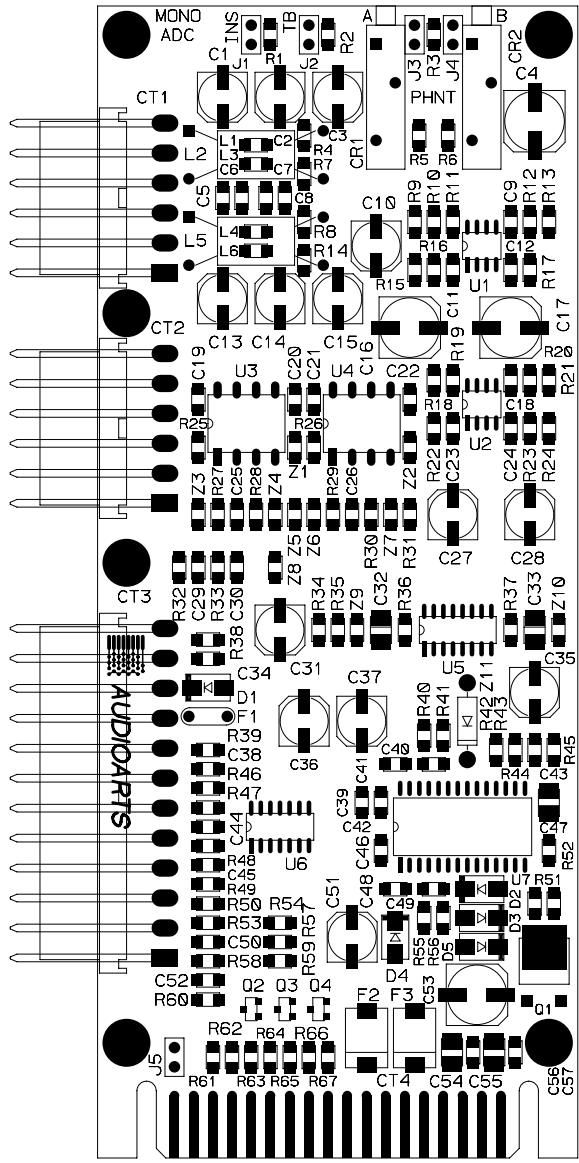 MONO
ADC
INS
TB
R2
A
J3
R3
J4
B
CR2
C1
J1
R1
J2
C4
PHNT
CT1
L1
C2
C3
L2
L3
R4
CR1
R5
R6
C6
C7
R7
C5
C8
R9
R10
R11
C9
R12
R13
C10
L4
R8
L5
L6
R14
R16
C12
R15
U1
R17
C11
C13
C14
C15
C17
CT2
R19
R20
C19
U3
C20
C21
U4
C16
C22
R21
R25
R26
R18
C18
U2
Z1
Z2
R22
C23
C24
R23
R24
Z3
R27
C25
R28
Z4
R29
C26
Z5
Z6
R30
Z7
R31
C27
C28
Z8
R32
C29
R33
C30
CT3
R34
R35
Z9
C32
R36
R37
C33
Z10
R38
C31
U5
C34
C37
Z11
C35
D1
F1
R40
R41
R42
R43
AUDIOARTS
R39
C38
C36
R44
R45
C40
C41
C43
R46
R47
C39
C44
C42
C47
C46
R52
U6
R48
C45
R49
R50
C51
C48
C49
U7
R51
D2
R53
R54
R57
D3
C50
R59
R58
R55
R56
D5
D4
C52
C53
R60
Q2
Q3
Q4
F2
F3
Q1
R62
R64
R66
J5
R61
R63
R65
R67
CT4
C54
C55
C56
C57